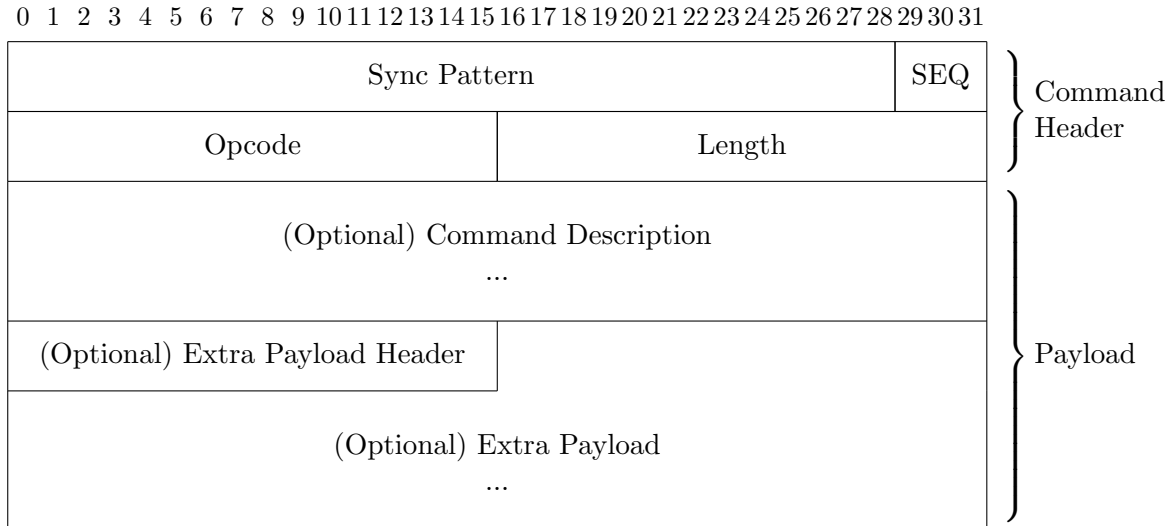 0 1 2 3 4 5 6 7 8 9 10 11 12 13 14 15 16 17 18 19 20 21 22 23 24 25 26 27 28 29 30 31
Sync Pattern SEQ
Command
Header
Opcode Length
(Optional) Command Description
...
(Optional) Extra Payload Header
Payload
(Optional) Extra Payload
...